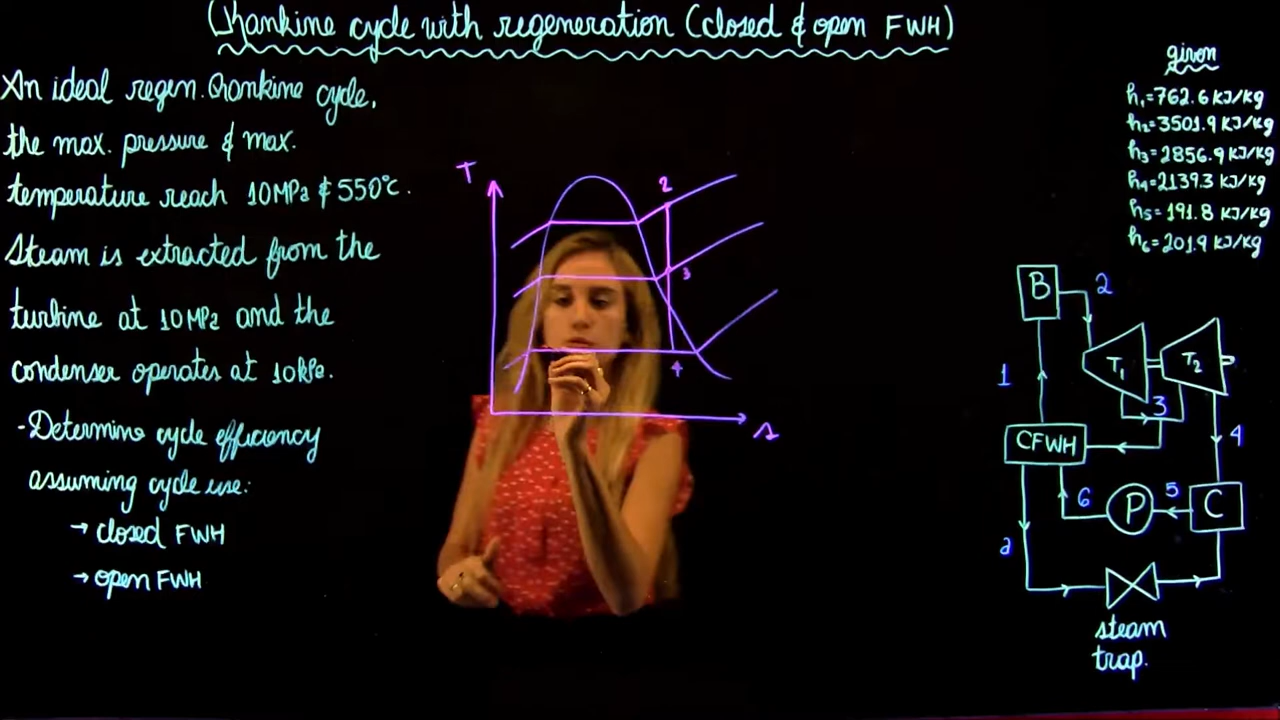 Rankine cycle with regeneration (closed & open FWH)
An ideal regen. Rankine cycle,
the max. pressure & max.
temperature reach 10MPa & 550°C.
Steam is extracted from the
turbine at 10MPa and the
condenser operates at 10kPa.
-Determine cycle efficiency
assuming cycle use:
→ closed FWH
→ open FWH
T
2
3
4
s
given
h₁=762.6 kJ/kg
h₂=3501.9 kJ/kg
h₃=2856.9 kJ/kg
h₄=2139.3 kJ/kg
h₅=191.8 kJ/kg
h₆=201.9 kJ/kg
B
2
T₁
T₂
1
3
CFWH
4
6
P
5
C
a
steam
trap.